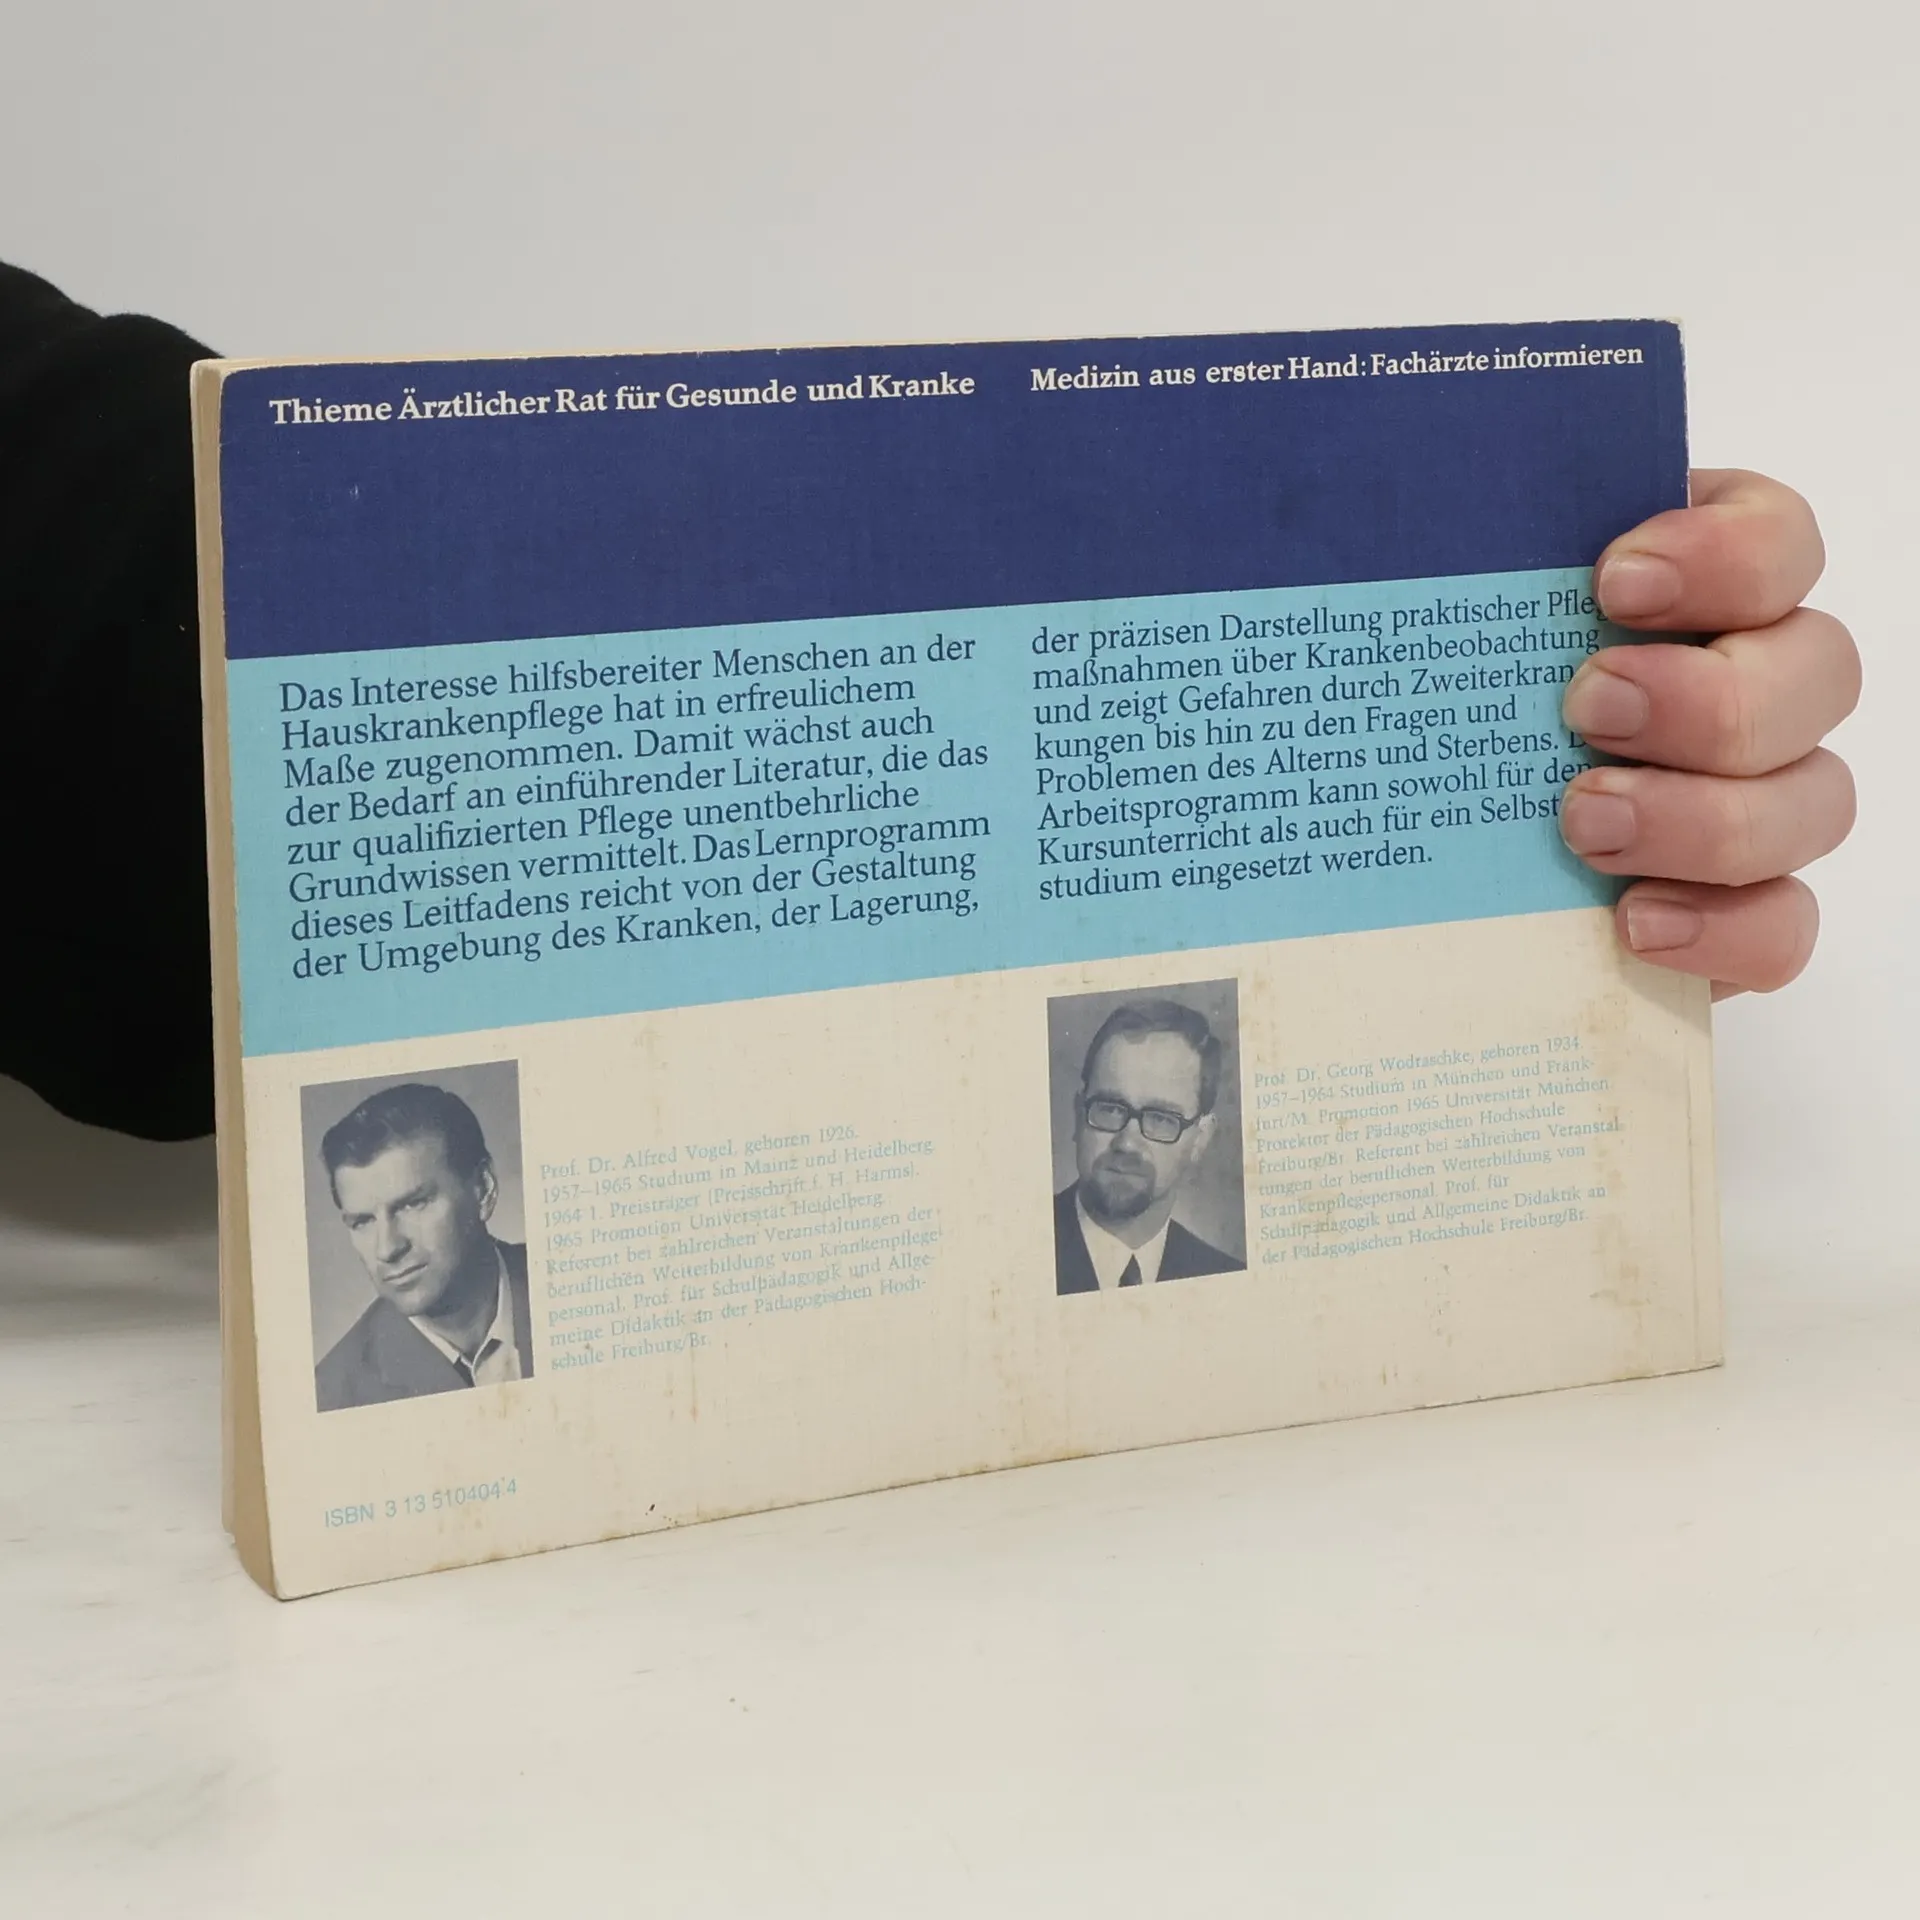 Thieme Ärztlicher Rat für Gesunde und Kranke
Medizin aus erster Hand: Fachärzte informieren
Das Interesse hilfsbereiter Menschen an der
Hauskrankenpflege hat in erfreulichem
Maße zugenommen. Damit wächst auch
der Bedarf an einführender Literatur, die das
zur qualifizierten Pflege unentbehrliche
Grundwissen vermittelt. Das Lernprogramm
dieses Leitfadens reicht von der Gestaltung
der Umgebung des Kranken, der Lagerung,
der präzisen Darstellung praktischer
maßnahmen über Krankenbeobachtung
und zeigt Gefahren durch
kungen bis hin zu den Fragen und
Problemen des Alterns und Sterbens.
Arbeitsprogramm kann sowohl für den
Kursunterricht als auch für ein Selbst
studium eingesetzt werden.
Prof. Dr. Alfred Vogel, geboren 1926.
1957–1965 Studium in Mainz und Heidelberg.
1964 1. Preisträger (Preisschrift f. H. Harms).
1965 Promotion Universität Heidelberg.
Referent bei zahlreichen Veranstaltungen der
beruflichen Weiterbildung von Krankenpflege-
personal. Prof. für Schulpädagogik und Allge-
meine Didaktik an der Pädagogischen Hoch-
schule Freiburg/Br.
Prof. Dr. Georg Wodraschke, geboren 1934.
1957–1964 Studium in München und Frank-
furt/M. Promotion 1965 Universität München.
Prorektor der Pädagogischen Hochschule
Freiburg/Br. Referent bei zahlreichen Veranstal-
tungen der beruflichen Weiterbildung von
Krankenpflegepersonal. Prof. für
Schulpädagogik und Allgemeine Didaktik an
der Pädagogischen Hochschule Freiburg/Br.
ISBN 3 13 510404 4